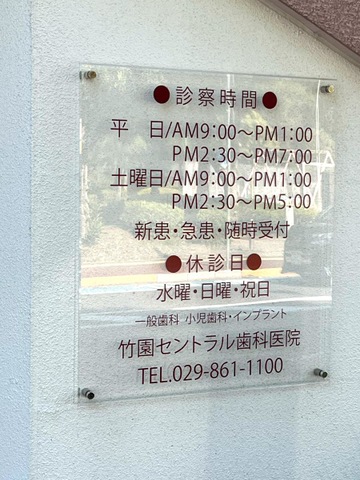 ●診察時間●
平　日/AM9:00〜PM1:00
PM2:30〜PM7:00
土曜日/AM9:00〜PM1:00
PM2:30〜PM5:00
新患・急患・随時受付
●休診日●
水曜・日曜・祝日
一般歯科 小児歯科・インプラント
竹園セントラル歯科医院
TEL.029-861-1100